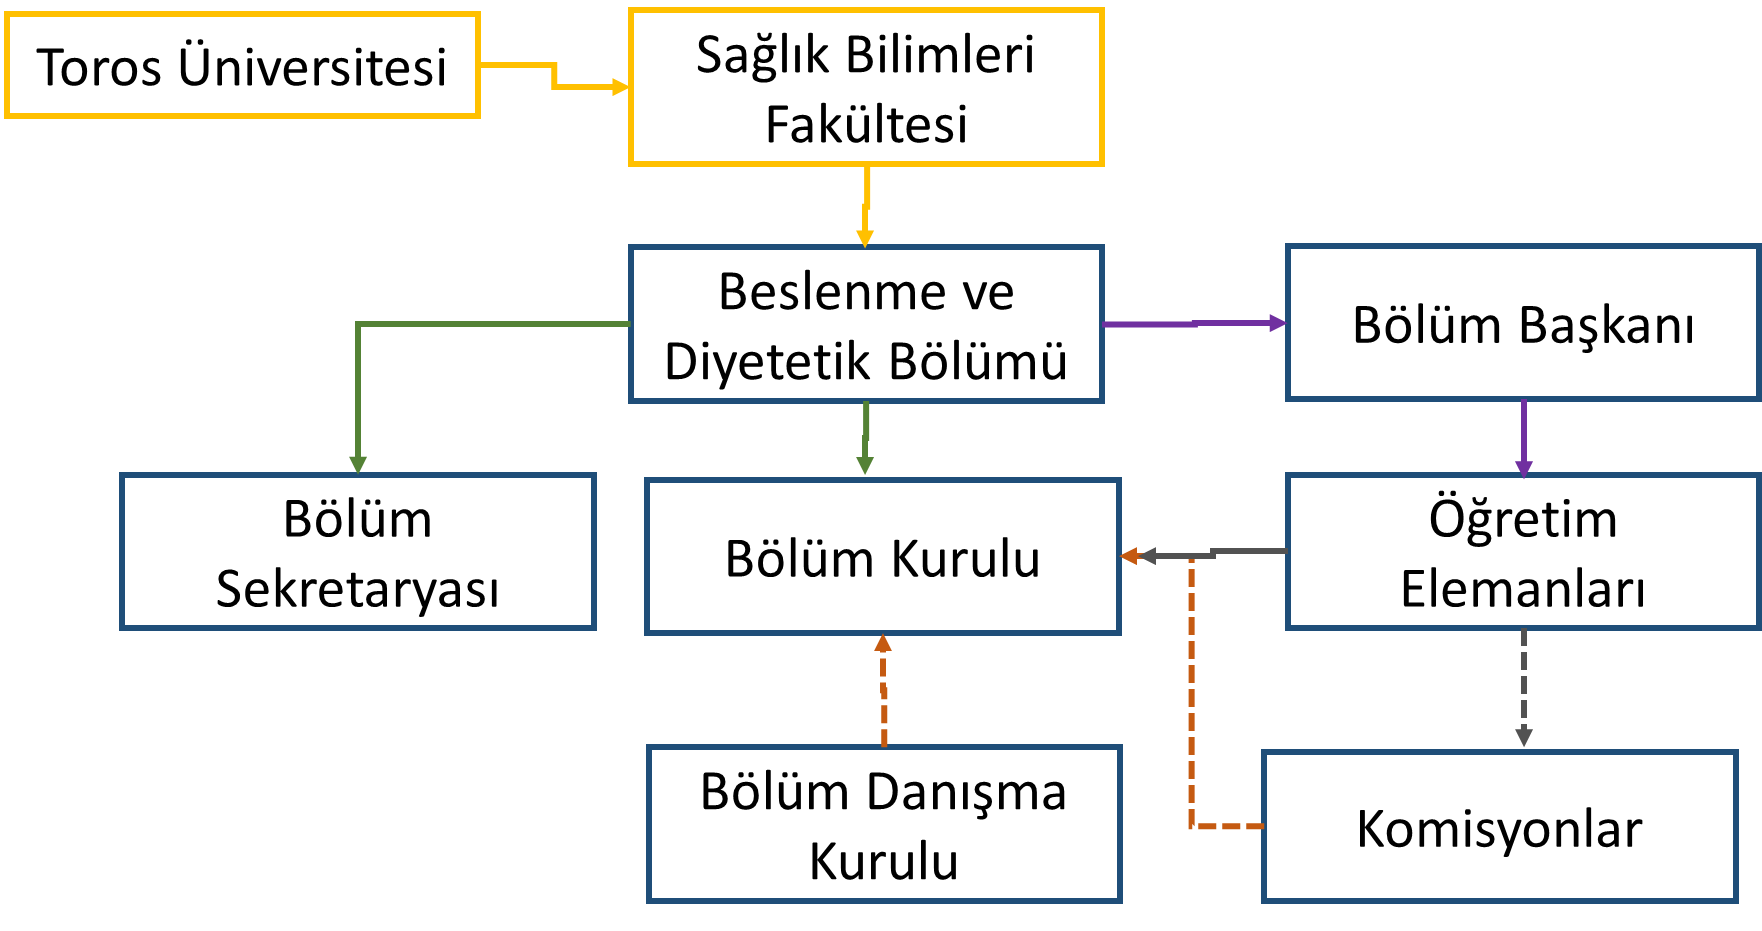 Toros Üniversitesi
Sağlık Bilimleri
Fakültesi
Beslenme ve
Diyetetik Bölümü
Bölüm Başkanı
Bölüm
Sekretaryası
Bölüm Kurulu
Öğretim
Elemanları
Bölüm Danışma
Kurulu
Komisyonlar